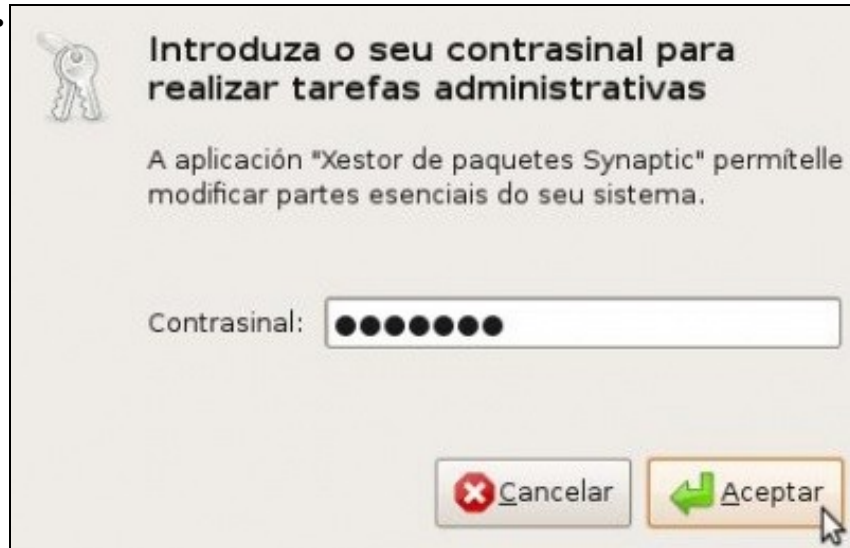 Introduza o seu contrasinal para
realizar tarefas administrativas
A aplicación "Xestor de paquetes Synaptic" permítelle
modificar partes esenciais do seu sistema.
Contrasinal: ●●●●●●●
Cancelar
Aceptar